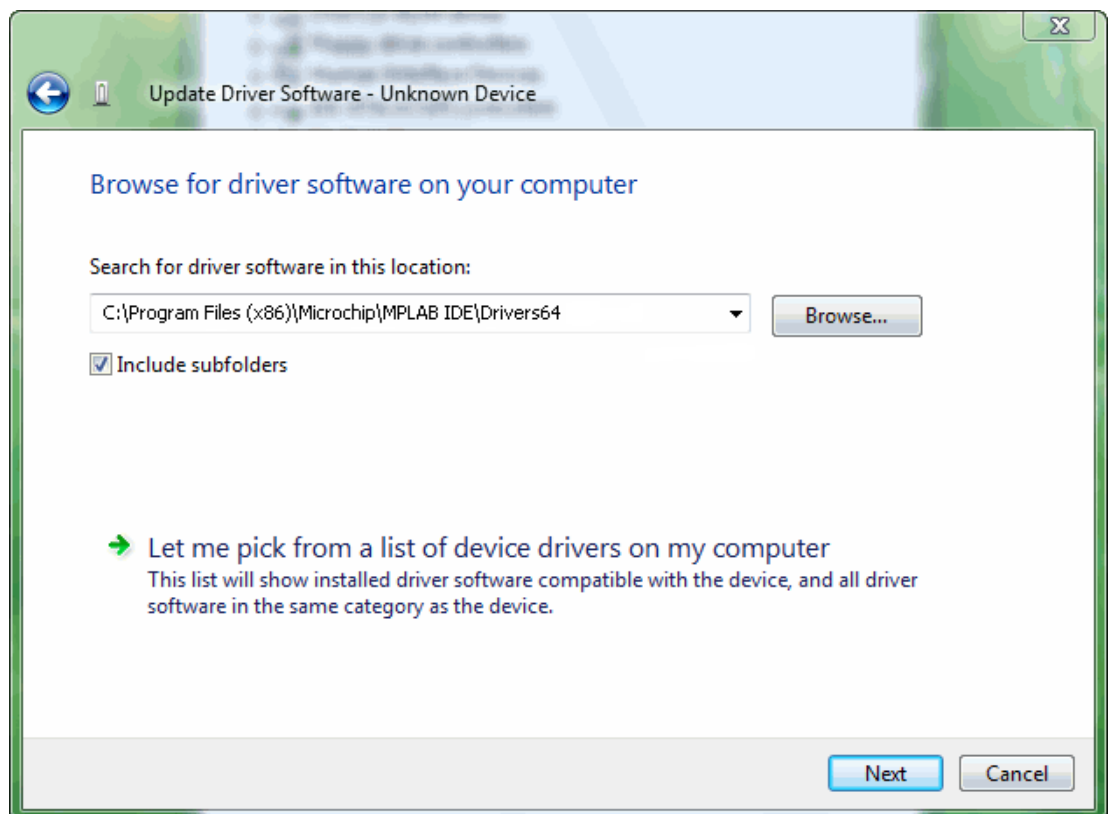 Update Driver Software - Unknown Device
Browse for driver software on your computer
Search for driver software in this location:
C:\Program Files (x86)\Microchip\MPLAB IDE\Drivers64
Browse...
Include subfolders
Let me pick from a list of device drivers on my computer
This list will show installed driver software compatible with the device, and all driver
software in the same category as the device.
Next
Cancel